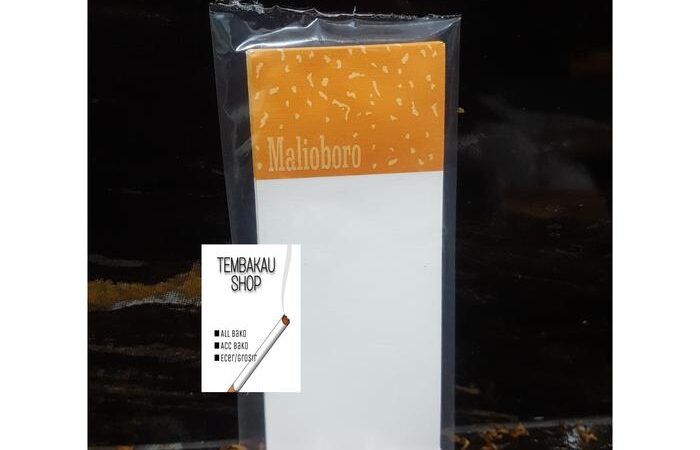 Malioboro
TEMBAKAU
SHOP
ALL BAKO
ACC BAKO
ECER/GROSIR